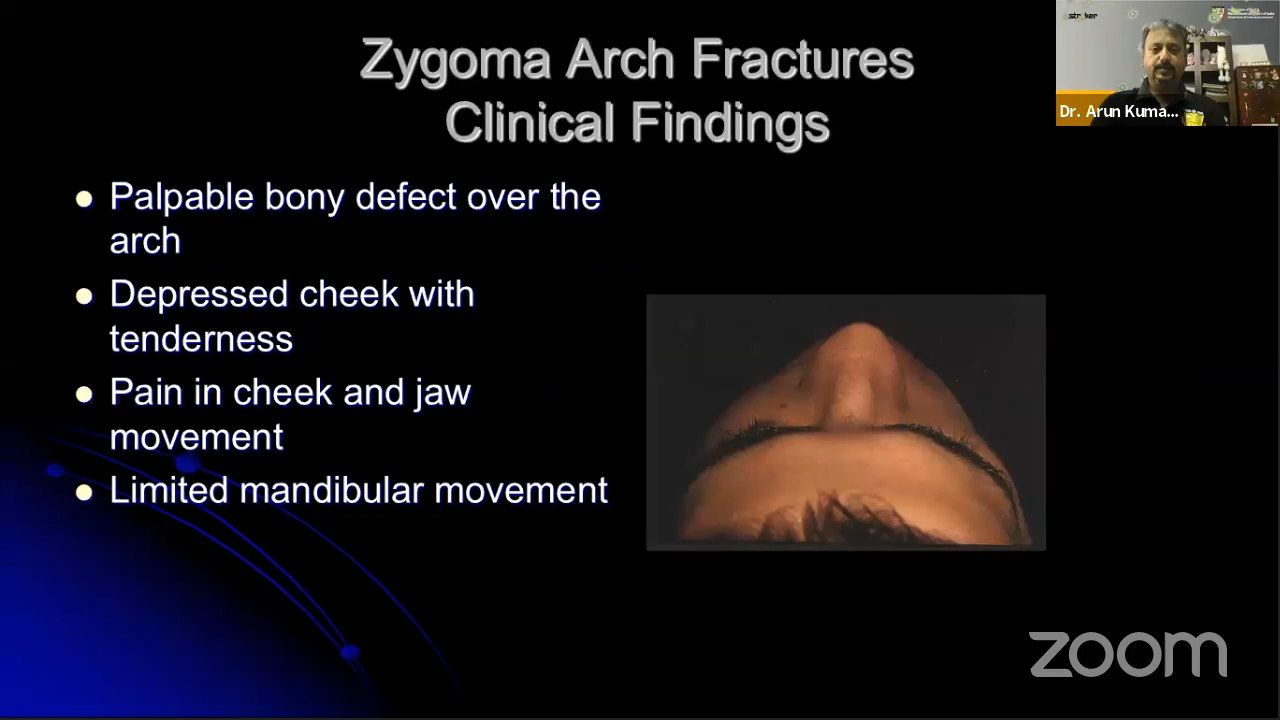 Zygoma Arch Fractures
Clinical Findings
Palpable bony defect over the
arch
Depressed cheek with
tenderness
Pain in cheek and jaw
movement
Limited mandibular movement
stryker
Dr. Arun Kuma...
zoom